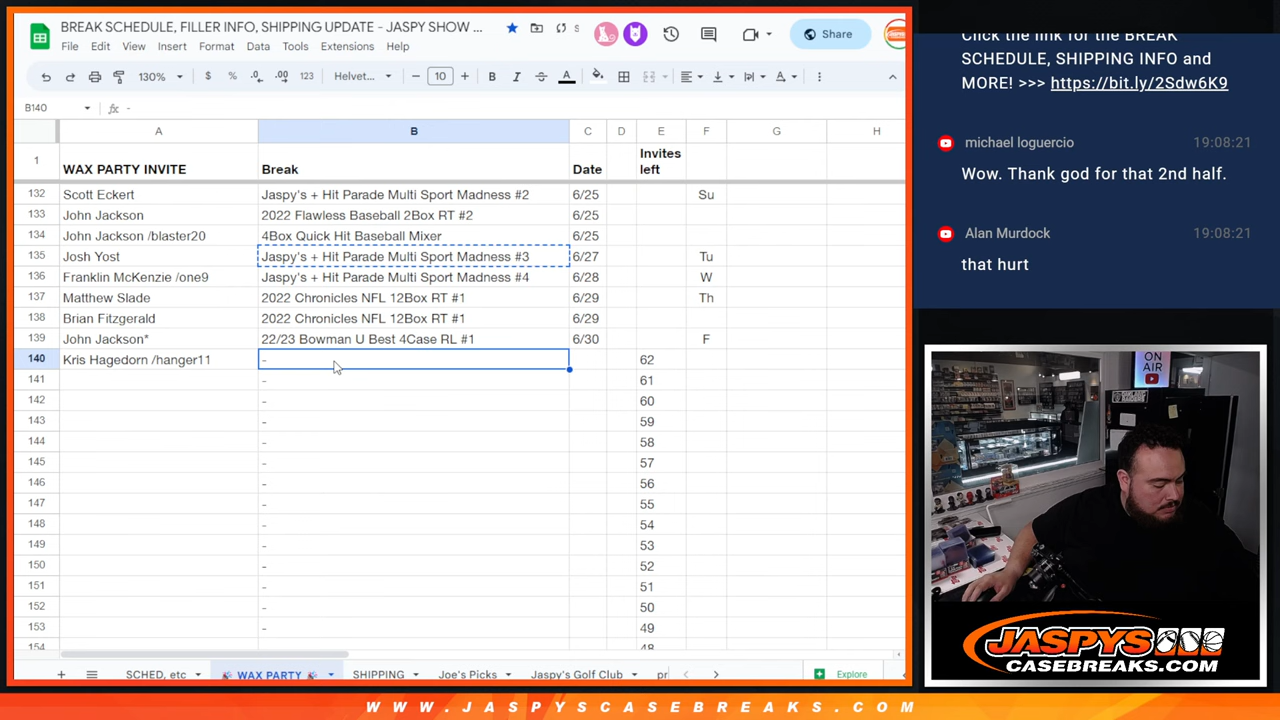 BREAK SCHEDULE, FILLER INFO, SHIPPING UPDATE - JASPY SHOW ...
File Edit View Insert Format Data Tools Extensions Help
Share
130% $ % .0 .00 123 Helvet... 10 B I A
B140 fx -
A B C D E F G H
1 WAX PARTY INVITE Break Date Invites left
132 Scott Eckert Jaspy's + Hit Parade Multi Sport Madness #2 6/25 Su
133 John Jackson 2022 Flawless Baseball 2Box RT #2 6/25
134 John Jackson /blaster20 4Box Quick Hit Baseball Mixer 6/25
135 Josh Yost Jaspy's + Hit Parade Multi Sport Madness #3 6/27 Tu
136 Franklin McKenzie /one9 Jaspy's + Hit Parade Multi Sport Madness #4 6/28 W
137 Matthew Slade 2022 Chronicles NFL 12Box RT #1 6/29 Th
138 Brian Fitzgerald 2022 Chronicles NFL 12Box RT #1 6/29
139 John Jackson* 22/23 Bowman U Best 4Case RL #1 6/30 F
140 Kris Hagedorn /hanger11 - 62
141 - 61
142 - 60
143 - 59
144 - 58
145 - 57
146 - 56
147 - 55
148 - 54
149 - 53
150 - 52
151 - 51
152 - 50
153 - 49
154 - 48
+ SCHED, etc WAX PARTY SHIPPING Joe's Picks Jaspy's Golf Club pr Explore
Click the link for the BREAK
SCHEDULE, SHIPPING INFO and
MORE! >>> https://bit.ly/2Sdw6K9
michael loguercio 19:08:21
Wow. Thank god for that 2nd half.
Alan Murdock 19:08:21
that hurt
ON AIR
JASPYS
CASEBREAKS.COM
WWW.JASPYSCASEBREAKS.COM